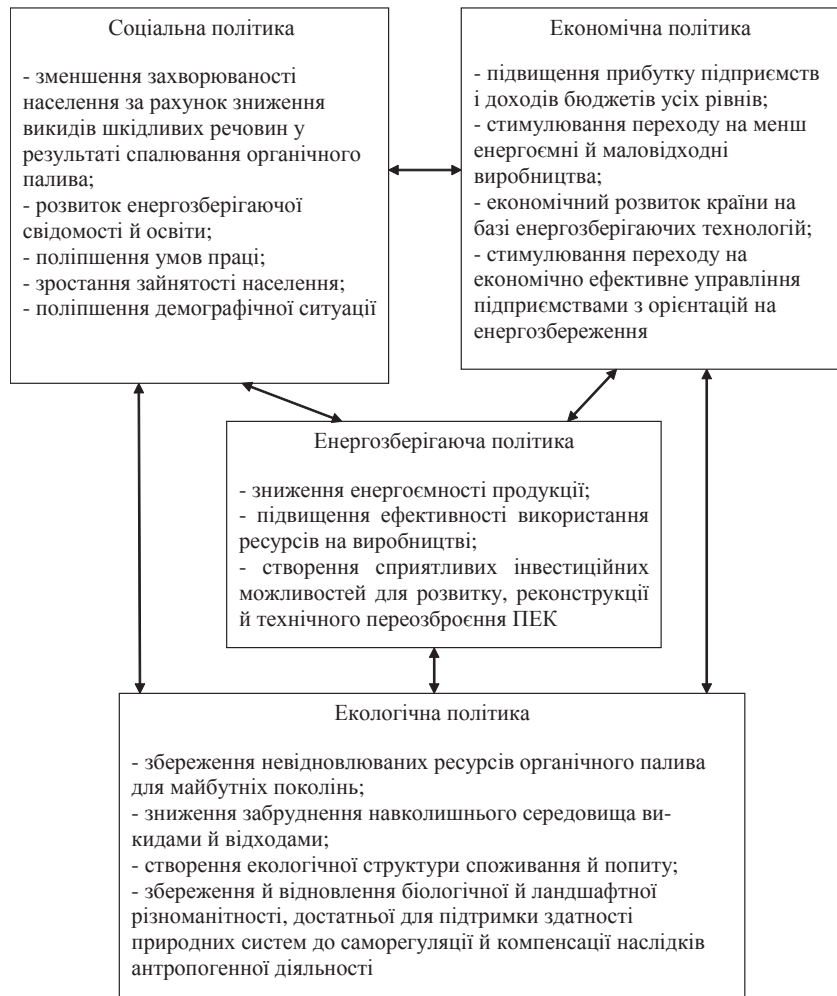 Соціальна політика
- зменшення захворюваності
населення за рахунок зниження
викидів шкідливих речовин у
результаті спалювання органічного
палива;
- розвиток енергозберігаючої
свідомості й освіти;
- поліпшення умов праці;
- зростання зайнятості населення;
- поліпшення демографічної ситуації
Економічна політика
- підвищення прибутку підприємств
і доходів бюджетів усіх рівнів;
- стимулювання переходу на менш
енергоємні й маловідходні
виробництва;
- економічний розвиток країни на
базі енергозберігаючих технологій;
- стимулювання переходу на
економічно ефективне управління
підприємствами з орієнтацій на
енергозбереження
Енергозберігаюча політика
- зниження енергоємності продукції;
- підвищення ефективності використання
ресурсів на виробництві;
- створення сприятливих інвестиційних
можливостей для розвитку, реконструкції
й технічного переозброєння ПЕК
Екологічна політика
- збереження невідновлюваних ресурсів органічного палива
для майбутніх поколінь;
- зниження забруднення навколишнього середовища ви-
кидами й відходами;
- створення екологічної структури споживання й попиту;
- збереження й відновлення біологічної й ландшафтної
різноманітності, достатньої для підтримки здатності
природних систем до саморегуляції й компенсації наслідків
антропогенної діяльності